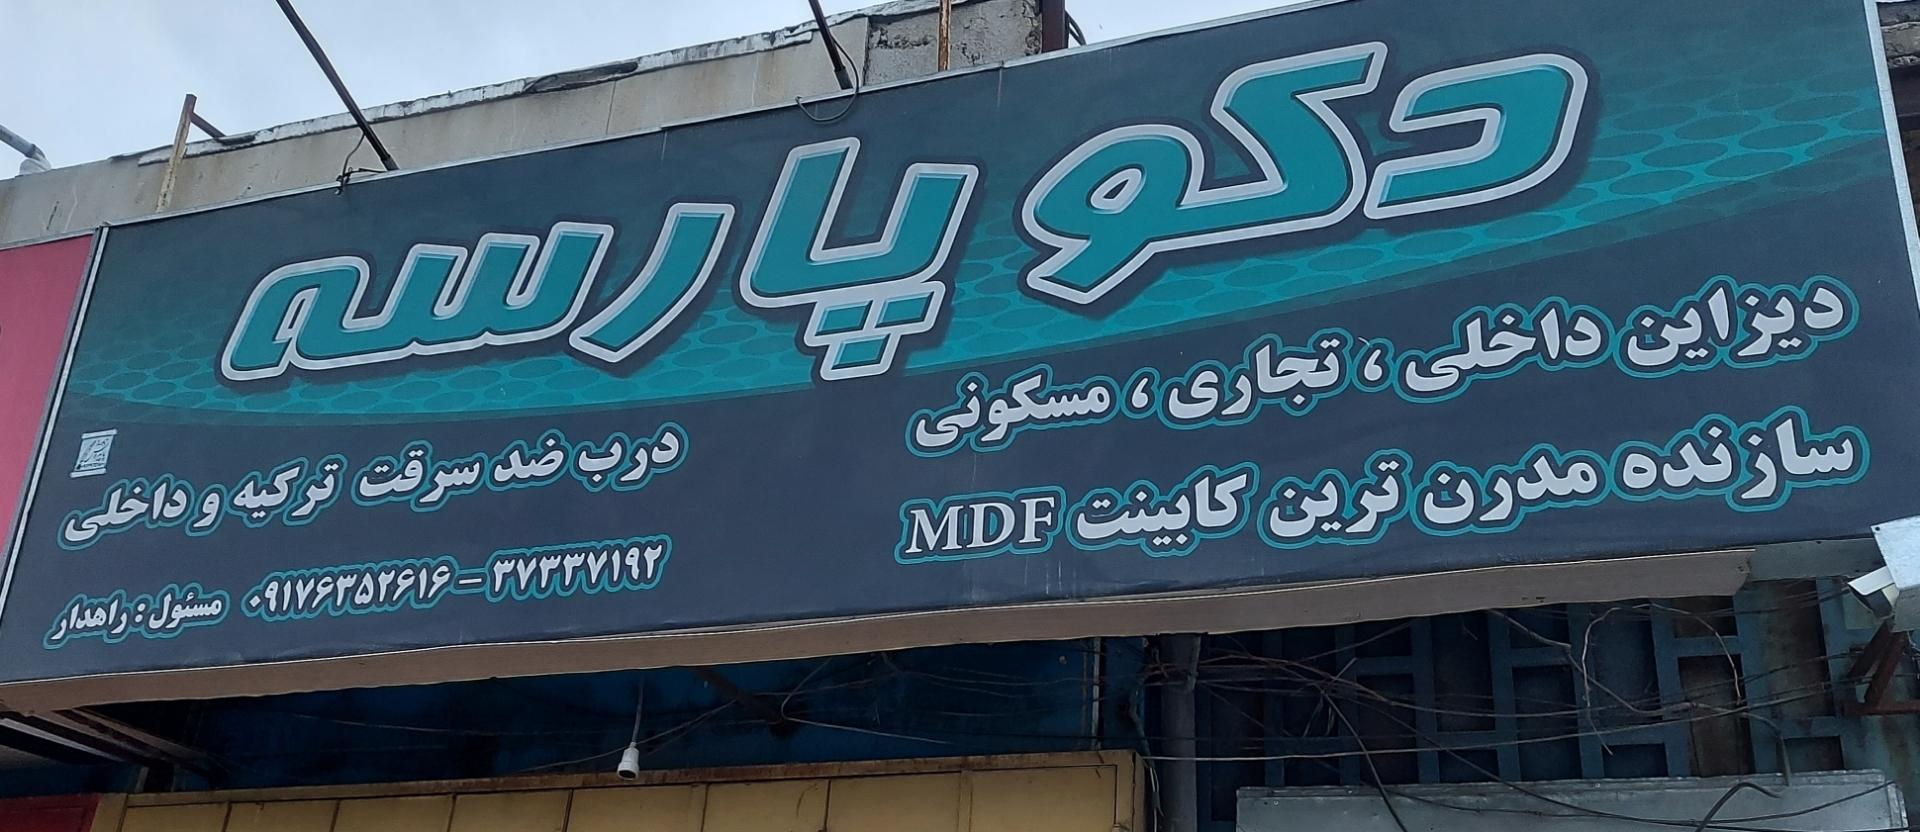 دکو پارسه
دیزاین داخلی ، تجاری ، مسکونی
سازنده مدرن ترین کابینت MDF
درب ضد سرقت ترکیه و داخلی
۳۷۳۳۷۱۹۲ - ۰۹۱۷۶۳۵۲۶۱۶
مسئول : راهدار